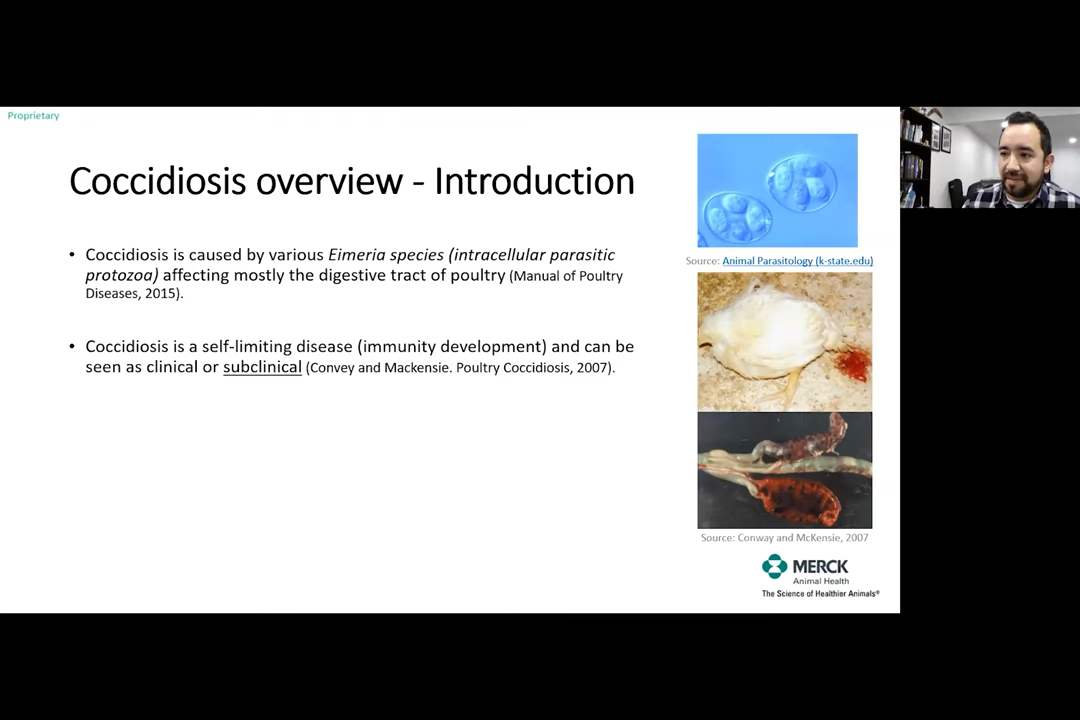 Proprietary
Coccidiosis overview - Introduction
• Coccidiosis is caused by various Eimeria species (intracellular parasitic
protozoa) affecting mostly the digestive tract of poultry (Manual of Poultry
Diseases, 2015).
• Coccidiosis is a self-limiting disease (immunity development) and can be
seen as clinical or subclinical (Convey and Mackensie. Poultry Coccidiosis, 2007).
Source: Animal Parasitology (k-state.edu)
Source: Conway and McKensie, 2007
MERCK
Animal Health
The Science of Healthier Animals®